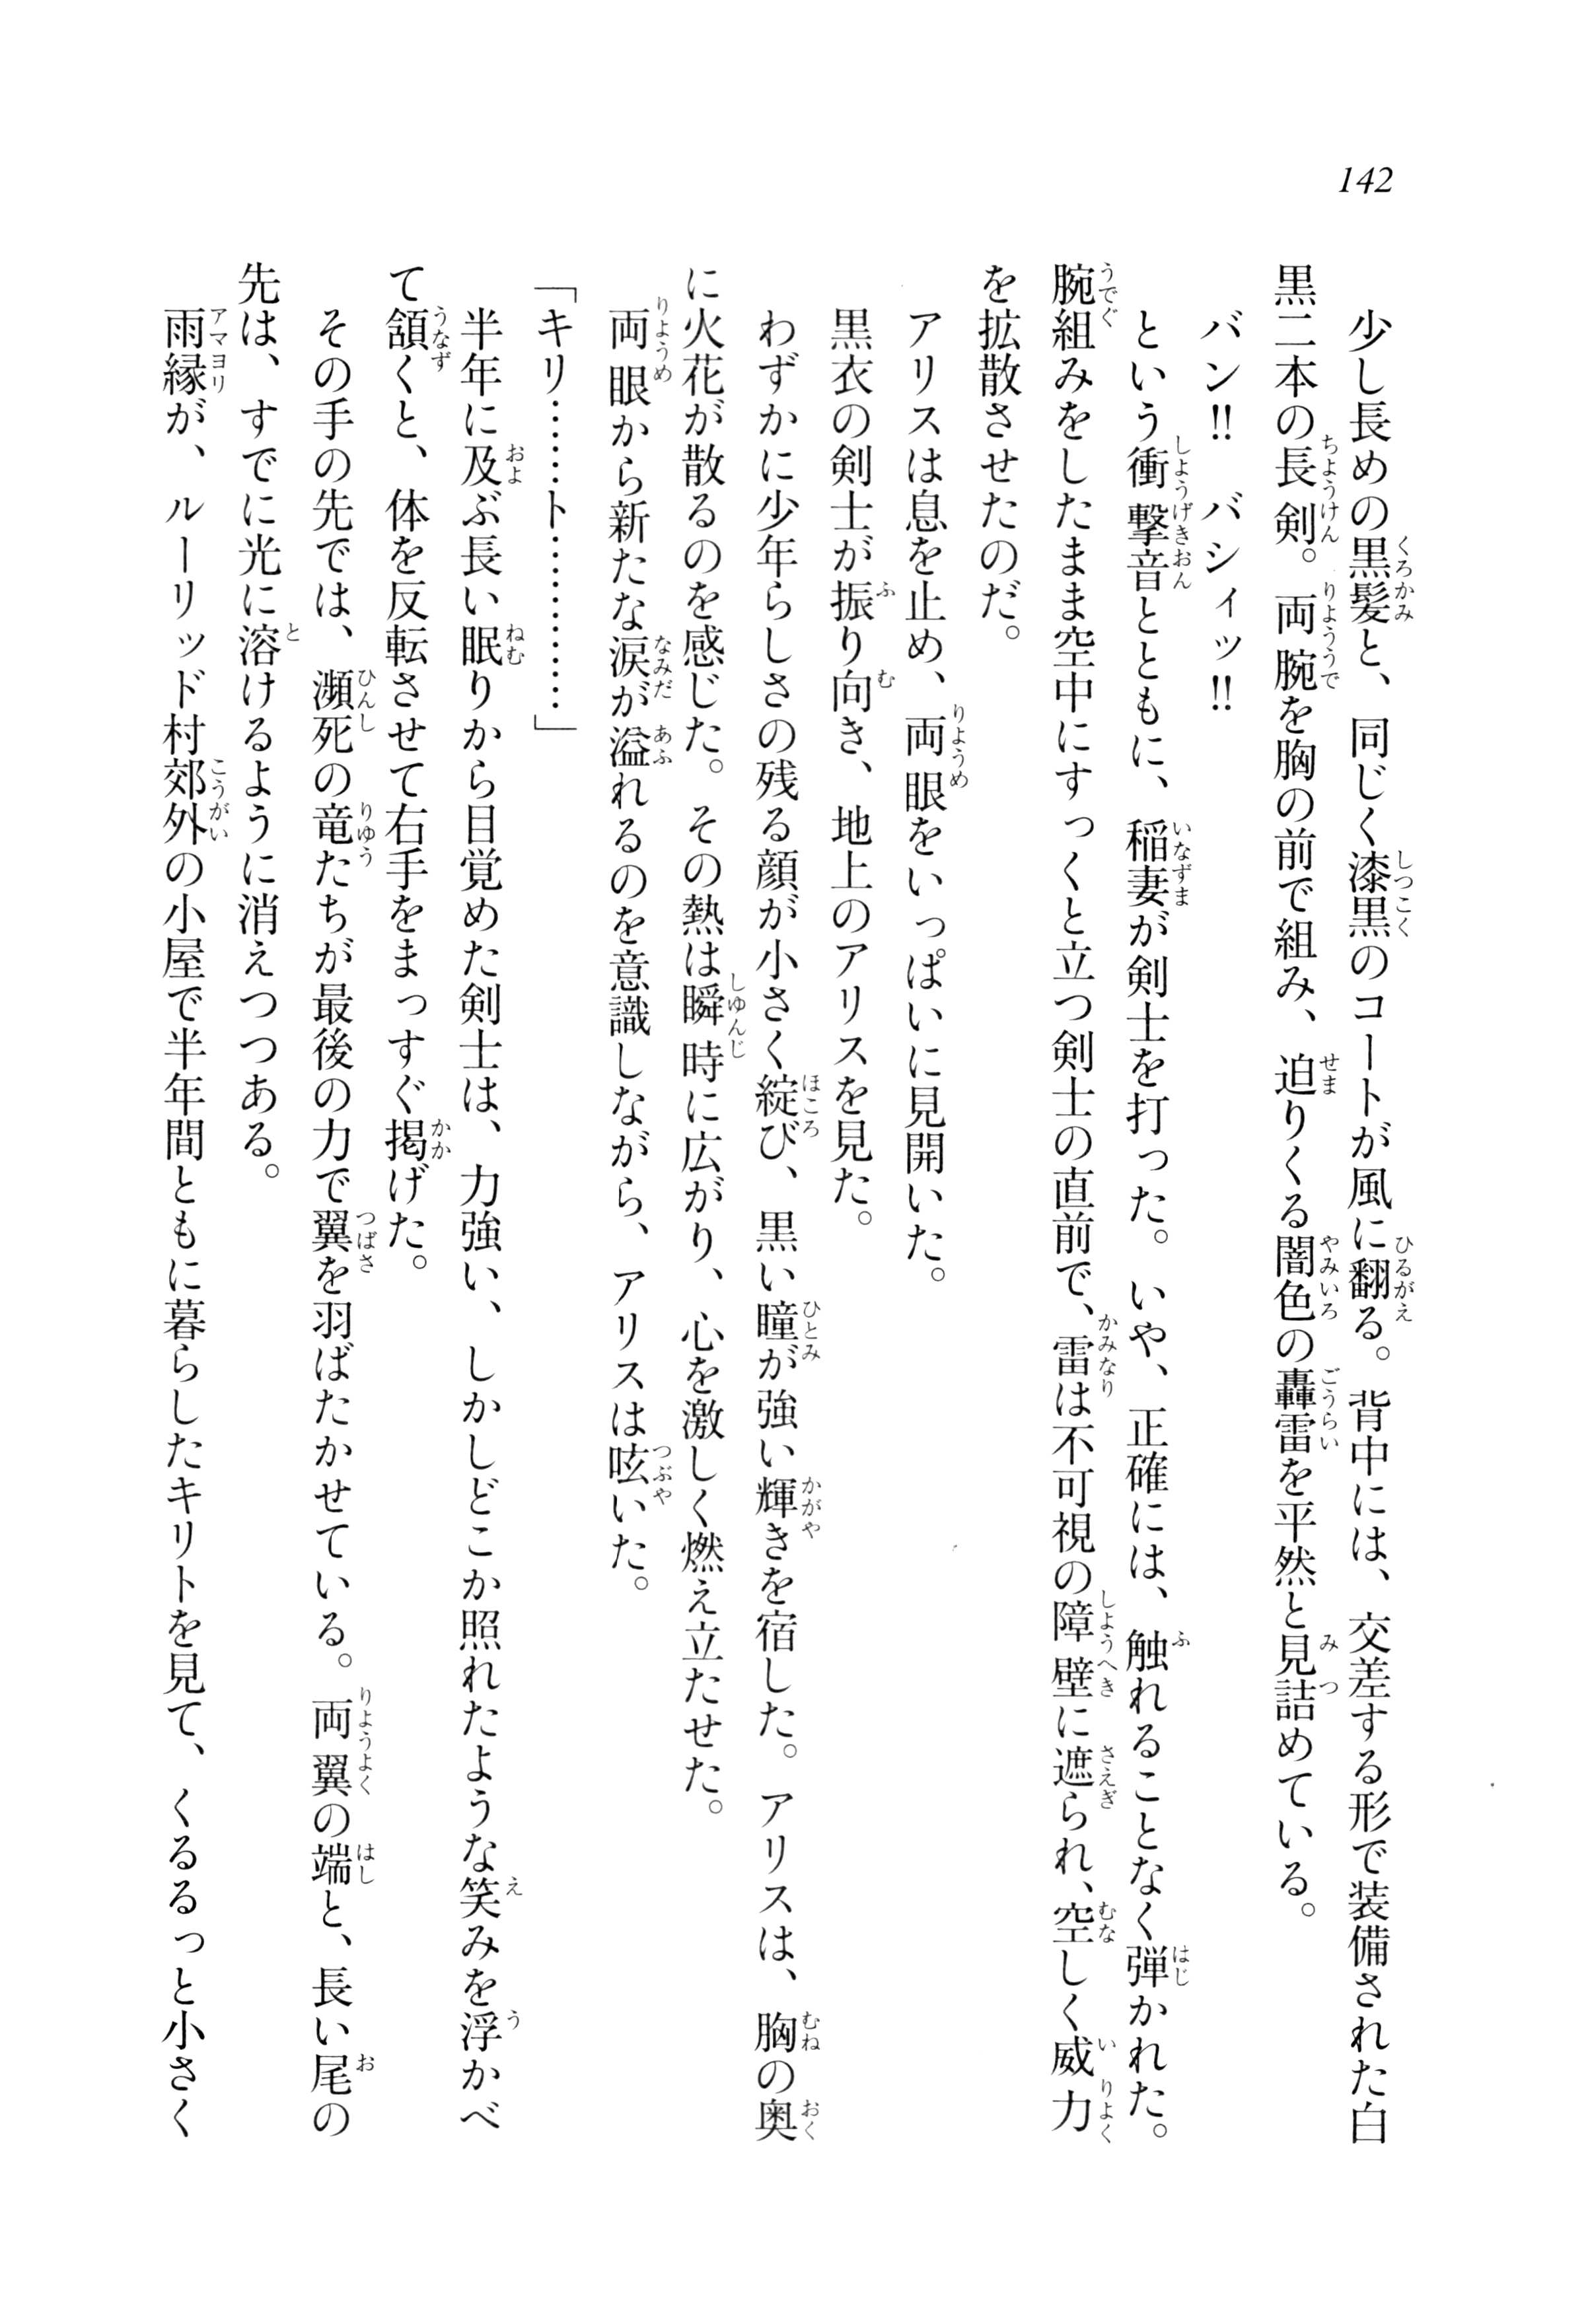 142
少し長めの黒髪と、同じく漆黒のコートが風に翻る。背中には、交差する形で装備された白
黒二本の長剣。両腕を胸の前で組み、迫りくる闇色の轟雷を平然と見詰めている。
バン!! バシィッ!!
という衝撃音とともに、稲妻が剣士を打った。いや、正確には、触れることなく弾かれた。
腕組みをしたまま空中にすっくと立つ剣士の直前で、雷は不可視の障壁に遮られ、空しく威力
を拡散させたのだ。
アリスは息を止め、両眼をいっぱいに見開いた。
黒衣の剣士が振り向き、地上のアリスを見た。
わずかに少年らしさの残る顔が小さく綻び、黒い瞳が強い輝きを宿した。アリスは、胸の奥
に火花が散るのを感じた。その熱は瞬時に広がり、心を激しく燃え立たせた。
両眼から新たな涙が溢れるのを意識しながら、アリスは呟いた。
「キリ……ト…………」
半年に及ぶ長い眠りから目覚めた剣士は、力強い、しかしどこか照れたような笑みを浮かべ
て頷くと、体を反転させて右手をまっすぐ掲げた。
その手の先では、瀕死の竜たちが最後の力で翼を羽ばたかせている。両翼の端と、長い尾の
先は、すでに光に溶けるように消えつつある。
雨縁が、ルーリッド村郊外の小屋で半年間ともに暮らしたキリトを見て、くるるっと小さく